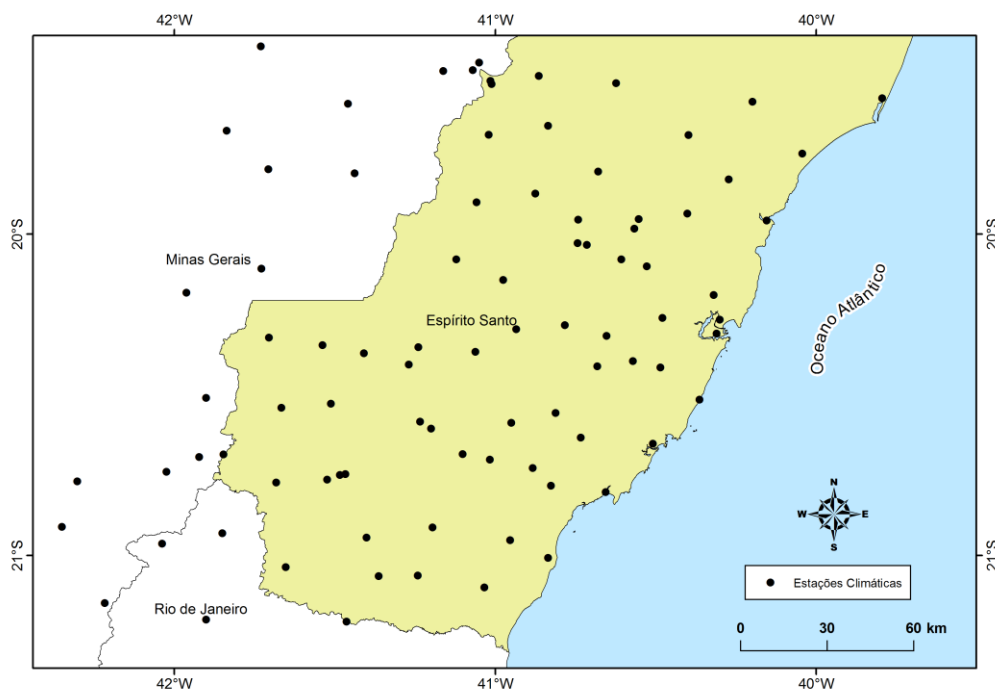 42°W 41°W 40°W
20°S 20°S
Minas Gerais
Oceano Atlântico
Espírito Santo
N
W E
S
21°S 21°S
Estações Climáticas
Rio de Janeiro
0 30 60 km
42°W 41°W 40°W